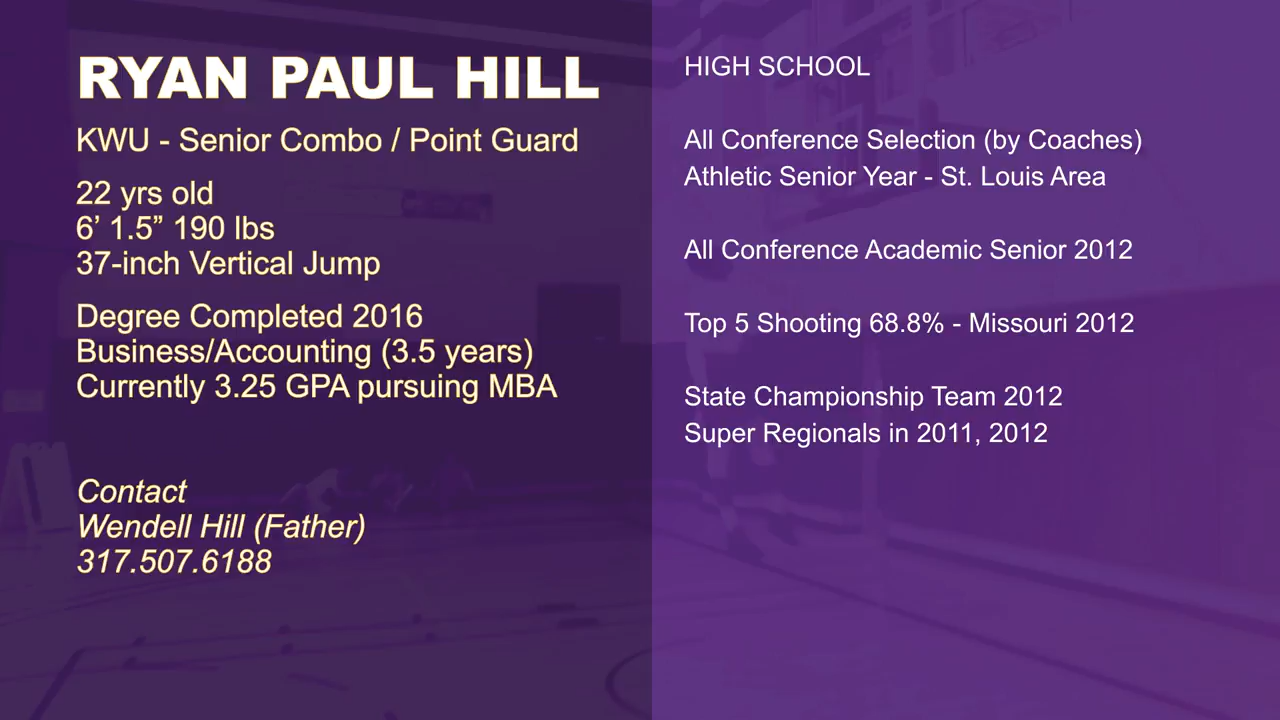 RYAN PAUL HILL
KWU - Senior Combo / Point Guard
22 yrs old
6’ 1.5” 190 lbs
37-inch Vertical Jump
Degree Completed 2016
Business/Accounting (3.5 years)
Currently 3.25 GPA pursuing MBA
Contact
Wendell Hill (Father)
317.507.6188
HIGH SCHOOL
All Conference Selection (by Coaches)
Athletic Senior Year - St. Louis Area
All Conference Academic Senior 2012
Top 5 Shooting 68.8% - Missouri 2012
State Championship Team 2012
Super Regionals in 2011, 2012